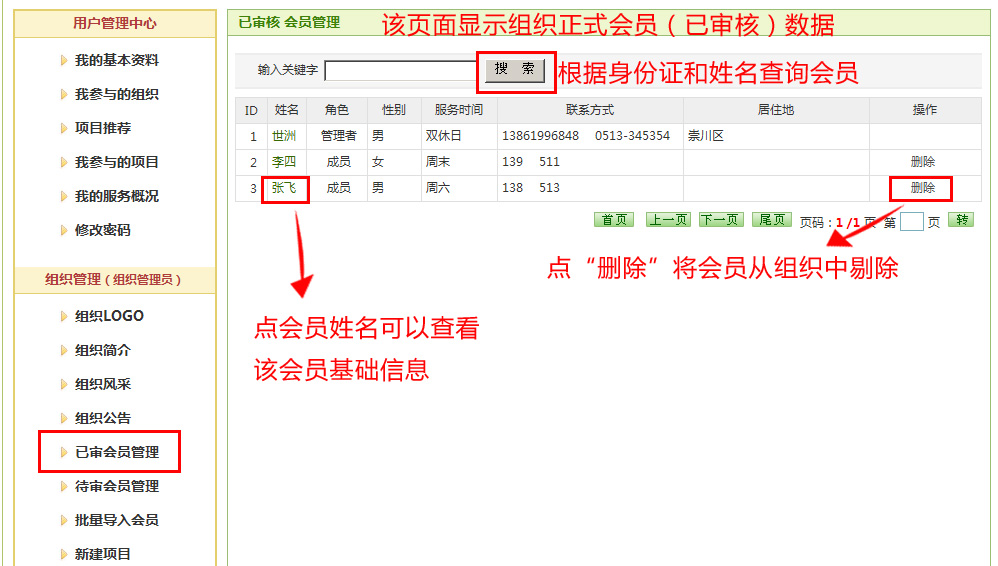 用户管理中心
我的基本资料
我参与的组织
项目推荐
我参与的项目
我的服务概况
修改密码
组织管理(组织管理员)
组织LOGO
组织简介
组织风采
组织公告
已审会员管理
待审会员管理
批量导入会员
新建项目
已审核 会员管理 该页面显示组织正式会员(已审核)数据
输入关键字 搜 索 根据身份证和姓名查询会员
ID 姓名 角色 性别 服务时间 联系方式 居住地 操作
1 世洲 管理者 男 双休日 13861996848 0513-345354 崇川区
2 李四 成员 女 周末 139 511 删除
3 张飞 成员 男 周六 138 513 删除
首页 上一页 下一页 尾页 页码:1 /1 页 第 页 转
点“删除”将会员从组织中剔除
点会员姓名可以查看
该会员基础信息